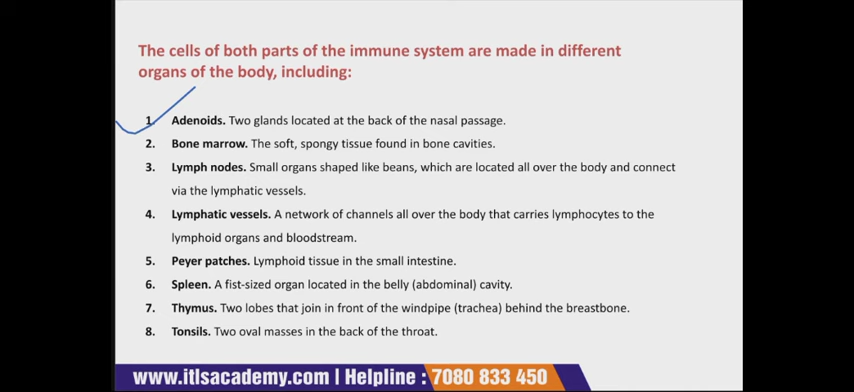 The cells of both parts of the immune system are made in different
organs of the body, including:
1. Adenoids. Two glands located at the back of the nasal passage.
2. Bone marrow. The soft, spongy tissue found in bone cavities.
3. Lymph nodes. Small organs shaped like beans, which are located all over the body and connect
via the lymphatic vessels.
4. Lymphatic vessels. A network of channels all over the body that carries lymphocytes to the
lymphoid organs and bloodstream.
5. Peyer patches. Lymphoid tissue in the small intestine.
6. Spleen. A fist-sized organ located in the belly (abdominal) cavity.
7. Thymus. Two lobes that join in front of the windpipe (trachea) behind the breastbone.
8. Tonsils. Two oval masses in the back of the throat.
www.itlsacademy.com | Helpline : 7080 833 450